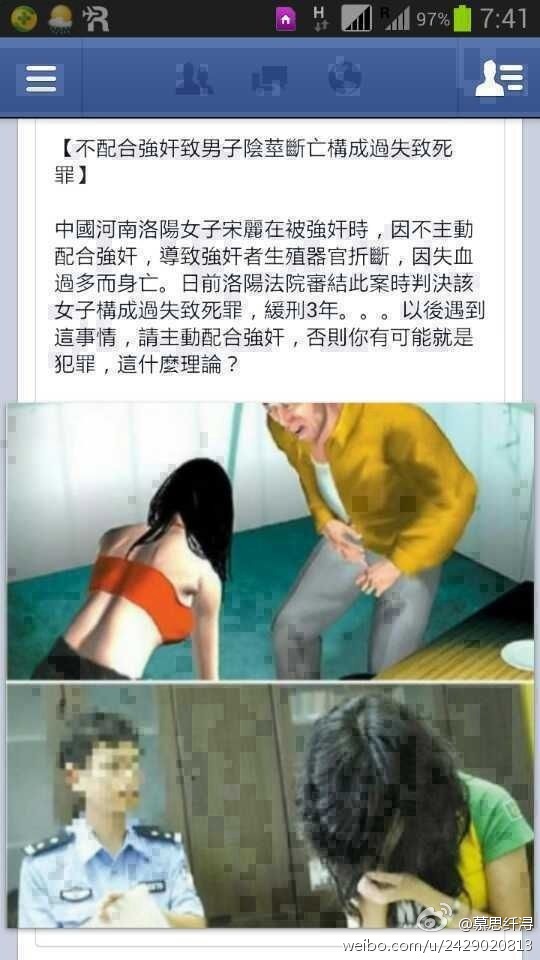 H
R
97%
7:41
【不配合強奸致男子陰莖斷亡構成過失致死
罪】
中國河南洛陽女子宋麗在被強奸時，因不主動
配合強奸，導致強奸者生殖器官折斷，因失血
過多而身亡。日前洛陽法院審結此案時判決該
女子構成過失致死罪，緩刑3年。。。以後遇到
這事情，請主動配合強奸，否則你有可能就是
犯罪，這什麼理論？
@慕思纤浔
weibo.com/u/2429020813